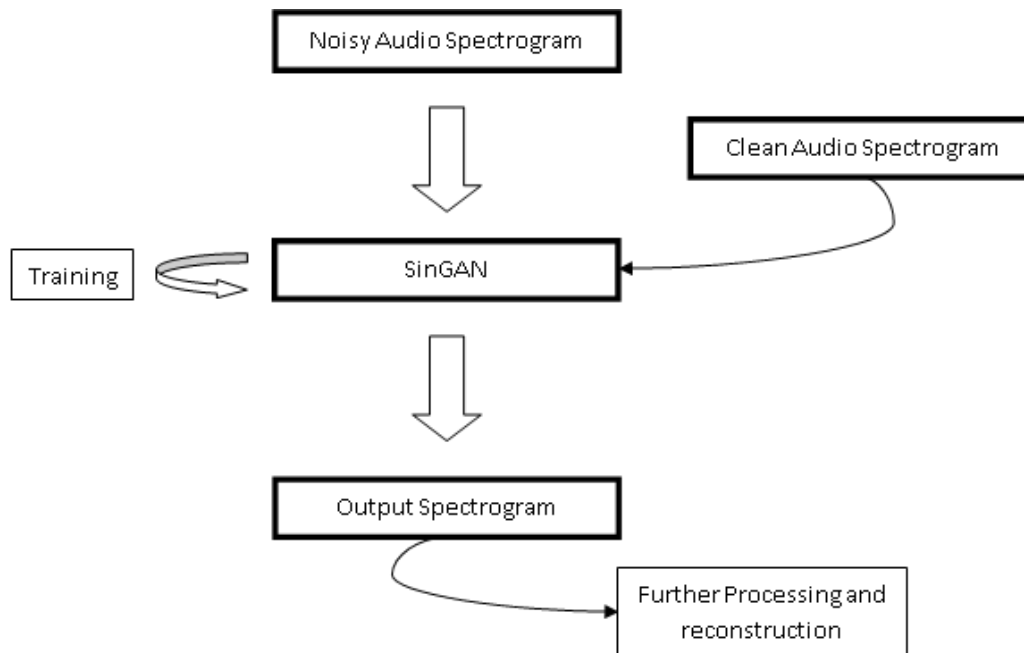 Noisy Audio Spectrogram
Clean Audio Spectrogram
Training
SinGAN
Output Spectrogram
Further Processing and
reconstruction